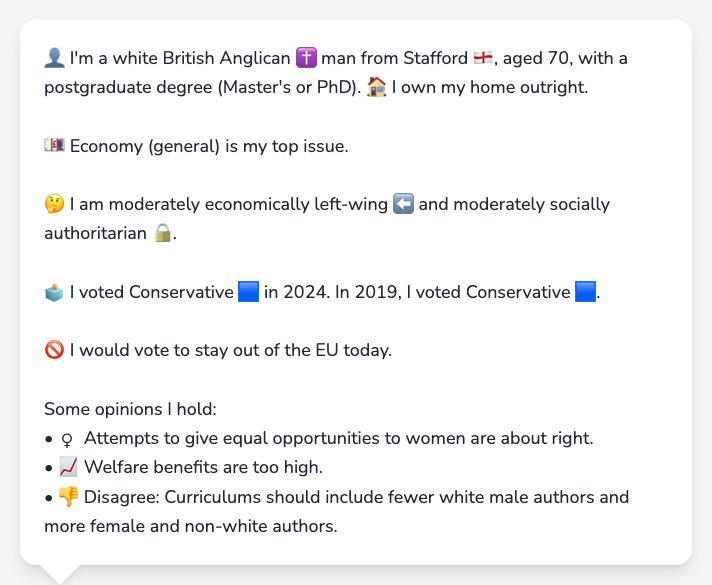 👤 I'm a white British Anglican ✝️ man from Stafford 🏴󠁧󠁢󠁥󠁮󠁧󠁿, aged 70, with a
postgraduate degree (Master's or PhD). 🏠 I own my home outright.
💷 Economy (general) is my top issue.
🤔 I am moderately economically left-wing ⬅️ and moderately socially
authoritarian 🔒.
🗳️ I voted Conservative 🟦 in 2024. In 2019, I voted Conservative 🟦.
🚫 I would vote to stay out of the EU today.
Some opinions I hold:
• ♀ Attempts to give equal opportunities to women are about right.
• 📈 Welfare benefits are too high.
• 👎 Disagree: Curriculums should include fewer white male authors and
more female and non-white authors.